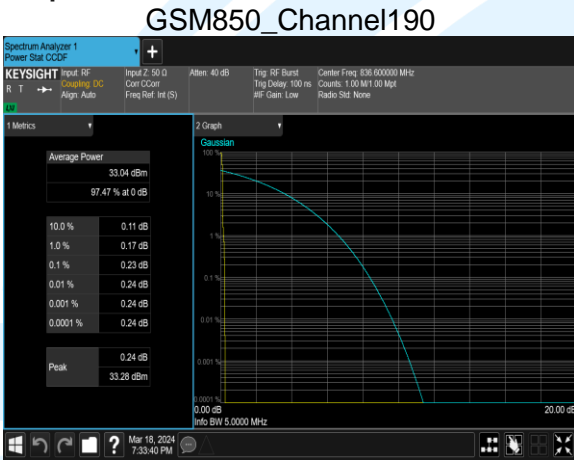 GSM850_Channel190
Spectrum Analyzer 1
Power Stat CCDF
KEYSIGHT
R T
Input: RF
Coupling: DC
Align: Auto
Input Z: 50 Ω
Corr CCorr
Freq Ref: Int (S)
Atten: 40 dB
Trig: RF Burst
Trig Delay: 100 ns
#IF Gain: Low
Center Freq: 836.600000 MHz
Counts: 1.00 M/1.00 Mpt
Radio Std: None
1 Metrics
Average Power
33.04 dBm
97.47 % at 0 dB
10.0 % 0.11 dB
1.0 % 0.17 dB
0.1 % 0.23 dB
0.01 % 0.24 dB
0.001 % 0.24 dB
0.0001 % 0.24 dB
Peak
0.24 dB
33.28 dBm
2 Graph
Gaussian
100 %
10 %
1 %
0.1 %
0.01 %
0.001 %
0.0001 %
0.00 dB 20.00 dB
Info BW 5.0000 MHz
?
Mar 18, 2024
7:33:40 PM